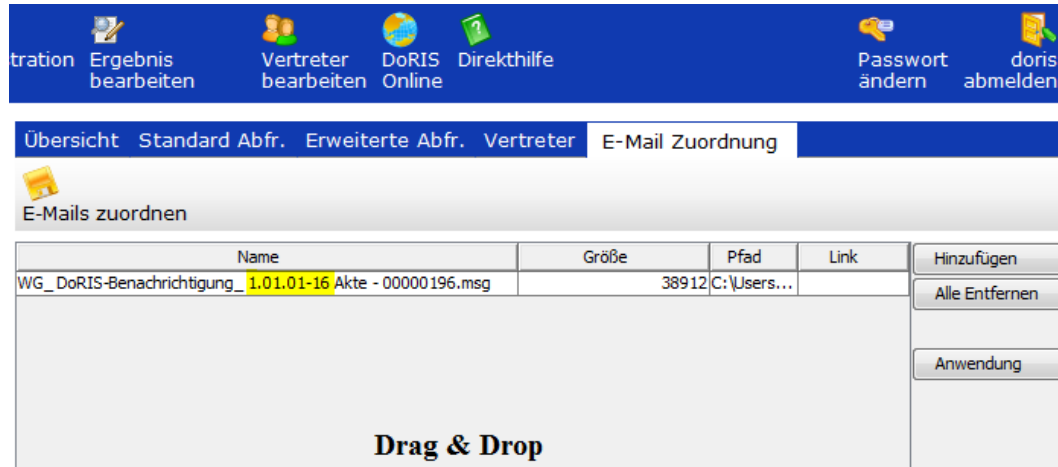 tration Ergebnis bearbeiten Vertreter bearbeiten DoRIS Online Direkthilfe Passwort ändern doris abmelden
Übersicht Standard Abfr. Erweiterte Abfr. Vertreter E-Mail Zuordnung
E-Mails zuordnen
Name Größe Pfad Link Hinzufügen
WG_ DoRIS-Benachrichtigung_ 1.01.01-16 Akte - 00000196.msg 38912 C:\Users...
Alle Entfernen
Anwendung
Drag & Drop